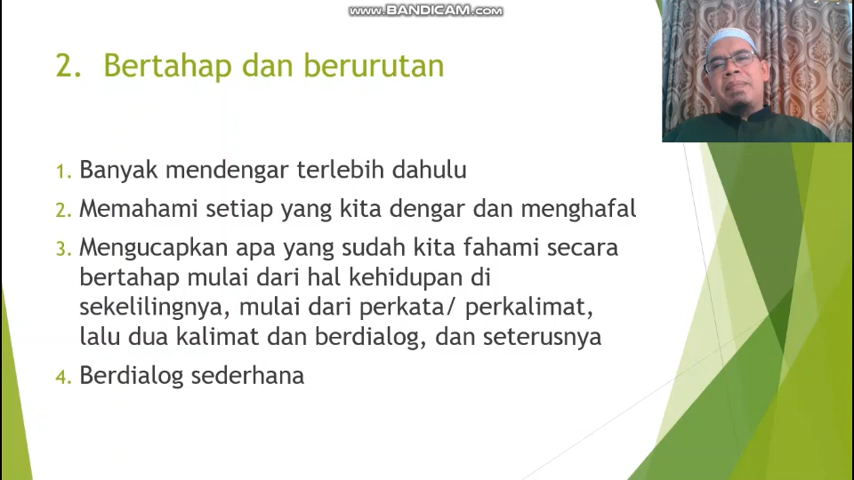 WWW.BANDICAM.COM
2. Bertahap dan berurutan
1. Banyak mendengar terlebih dahulu
2. Memahami setiap yang kita dengar dan menghafal
3. Mengucapkan apa yang sudah kita fahami secara
bertahap mulai dari hal kehidupan di
sekelilingnya, mulai dari perkata/ perkalimat,
lalu dua kalimat dan berdialog, dan seterusnya
4. Berdialog sederhana